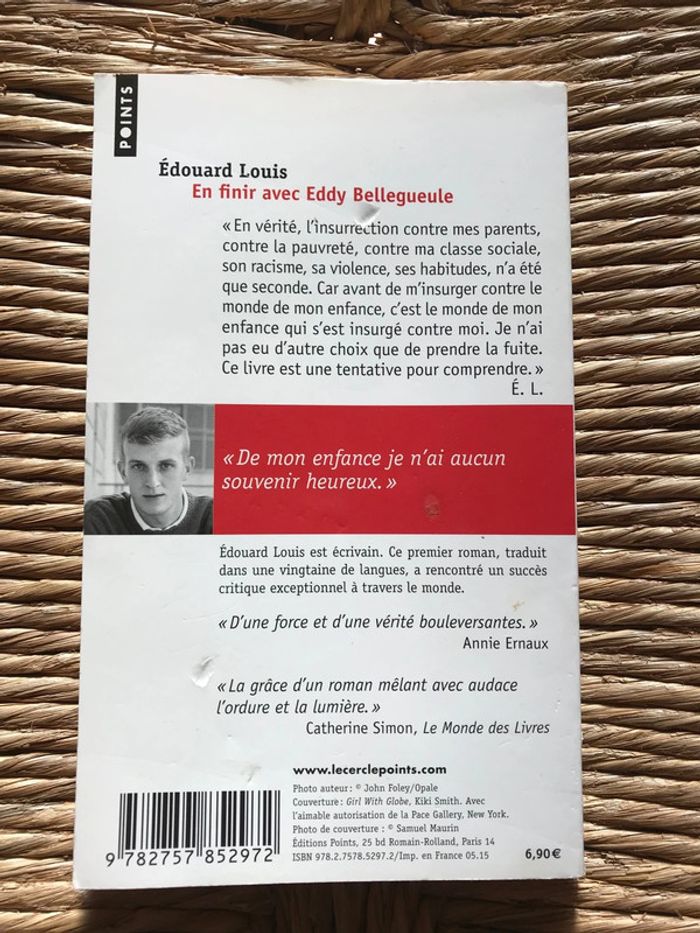 POINTS
Édouard Louis
En finir avec Eddy Bellegueule
« En vérité, l’insurrection contre mes parents,
contre la pauvreté, contre ma classe sociale,
son racisme, sa violence, ses habitudes, n’a été
que seconde. Car avant de m’insurger contre le
monde de mon enfance, c’est le monde de mon
enfance qui s’est insurgé contre moi. Je n’ai
pas eu d’autre choix que de prendre la fuite.
Ce livre est une tentative pour comprendre. »
É. L.
« De mon enfance je n’ai aucun
souvenir heureux. »
Édouard Louis est écrivain. Ce premier roman, traduit
dans une vingtaine de langues, a rencontré un succès
critique exceptionnel à travers le monde.
« D’une force et d’une vérité bouleversantes. »
Annie Ernaux
« La grâce d’un roman mêlant avec audace
l’ordure et la lumière. »
Catherine Simon, Le Monde des Livres
www.lecerclepoints.com
Photo auteur : © John Foley/Opale
Couverture : Girl With Globe, Kiki Smith. Avec
l’aimable autorisation de la Pace Gallery, New York.
Photo de couverture : © Samuel Maurin
Éditions Points, 25 bd Romain-Rolland, Paris 14
ISBN 978.2.7578.5297.2/Imp. en France 05.15
6,90 €
9 782757 852972